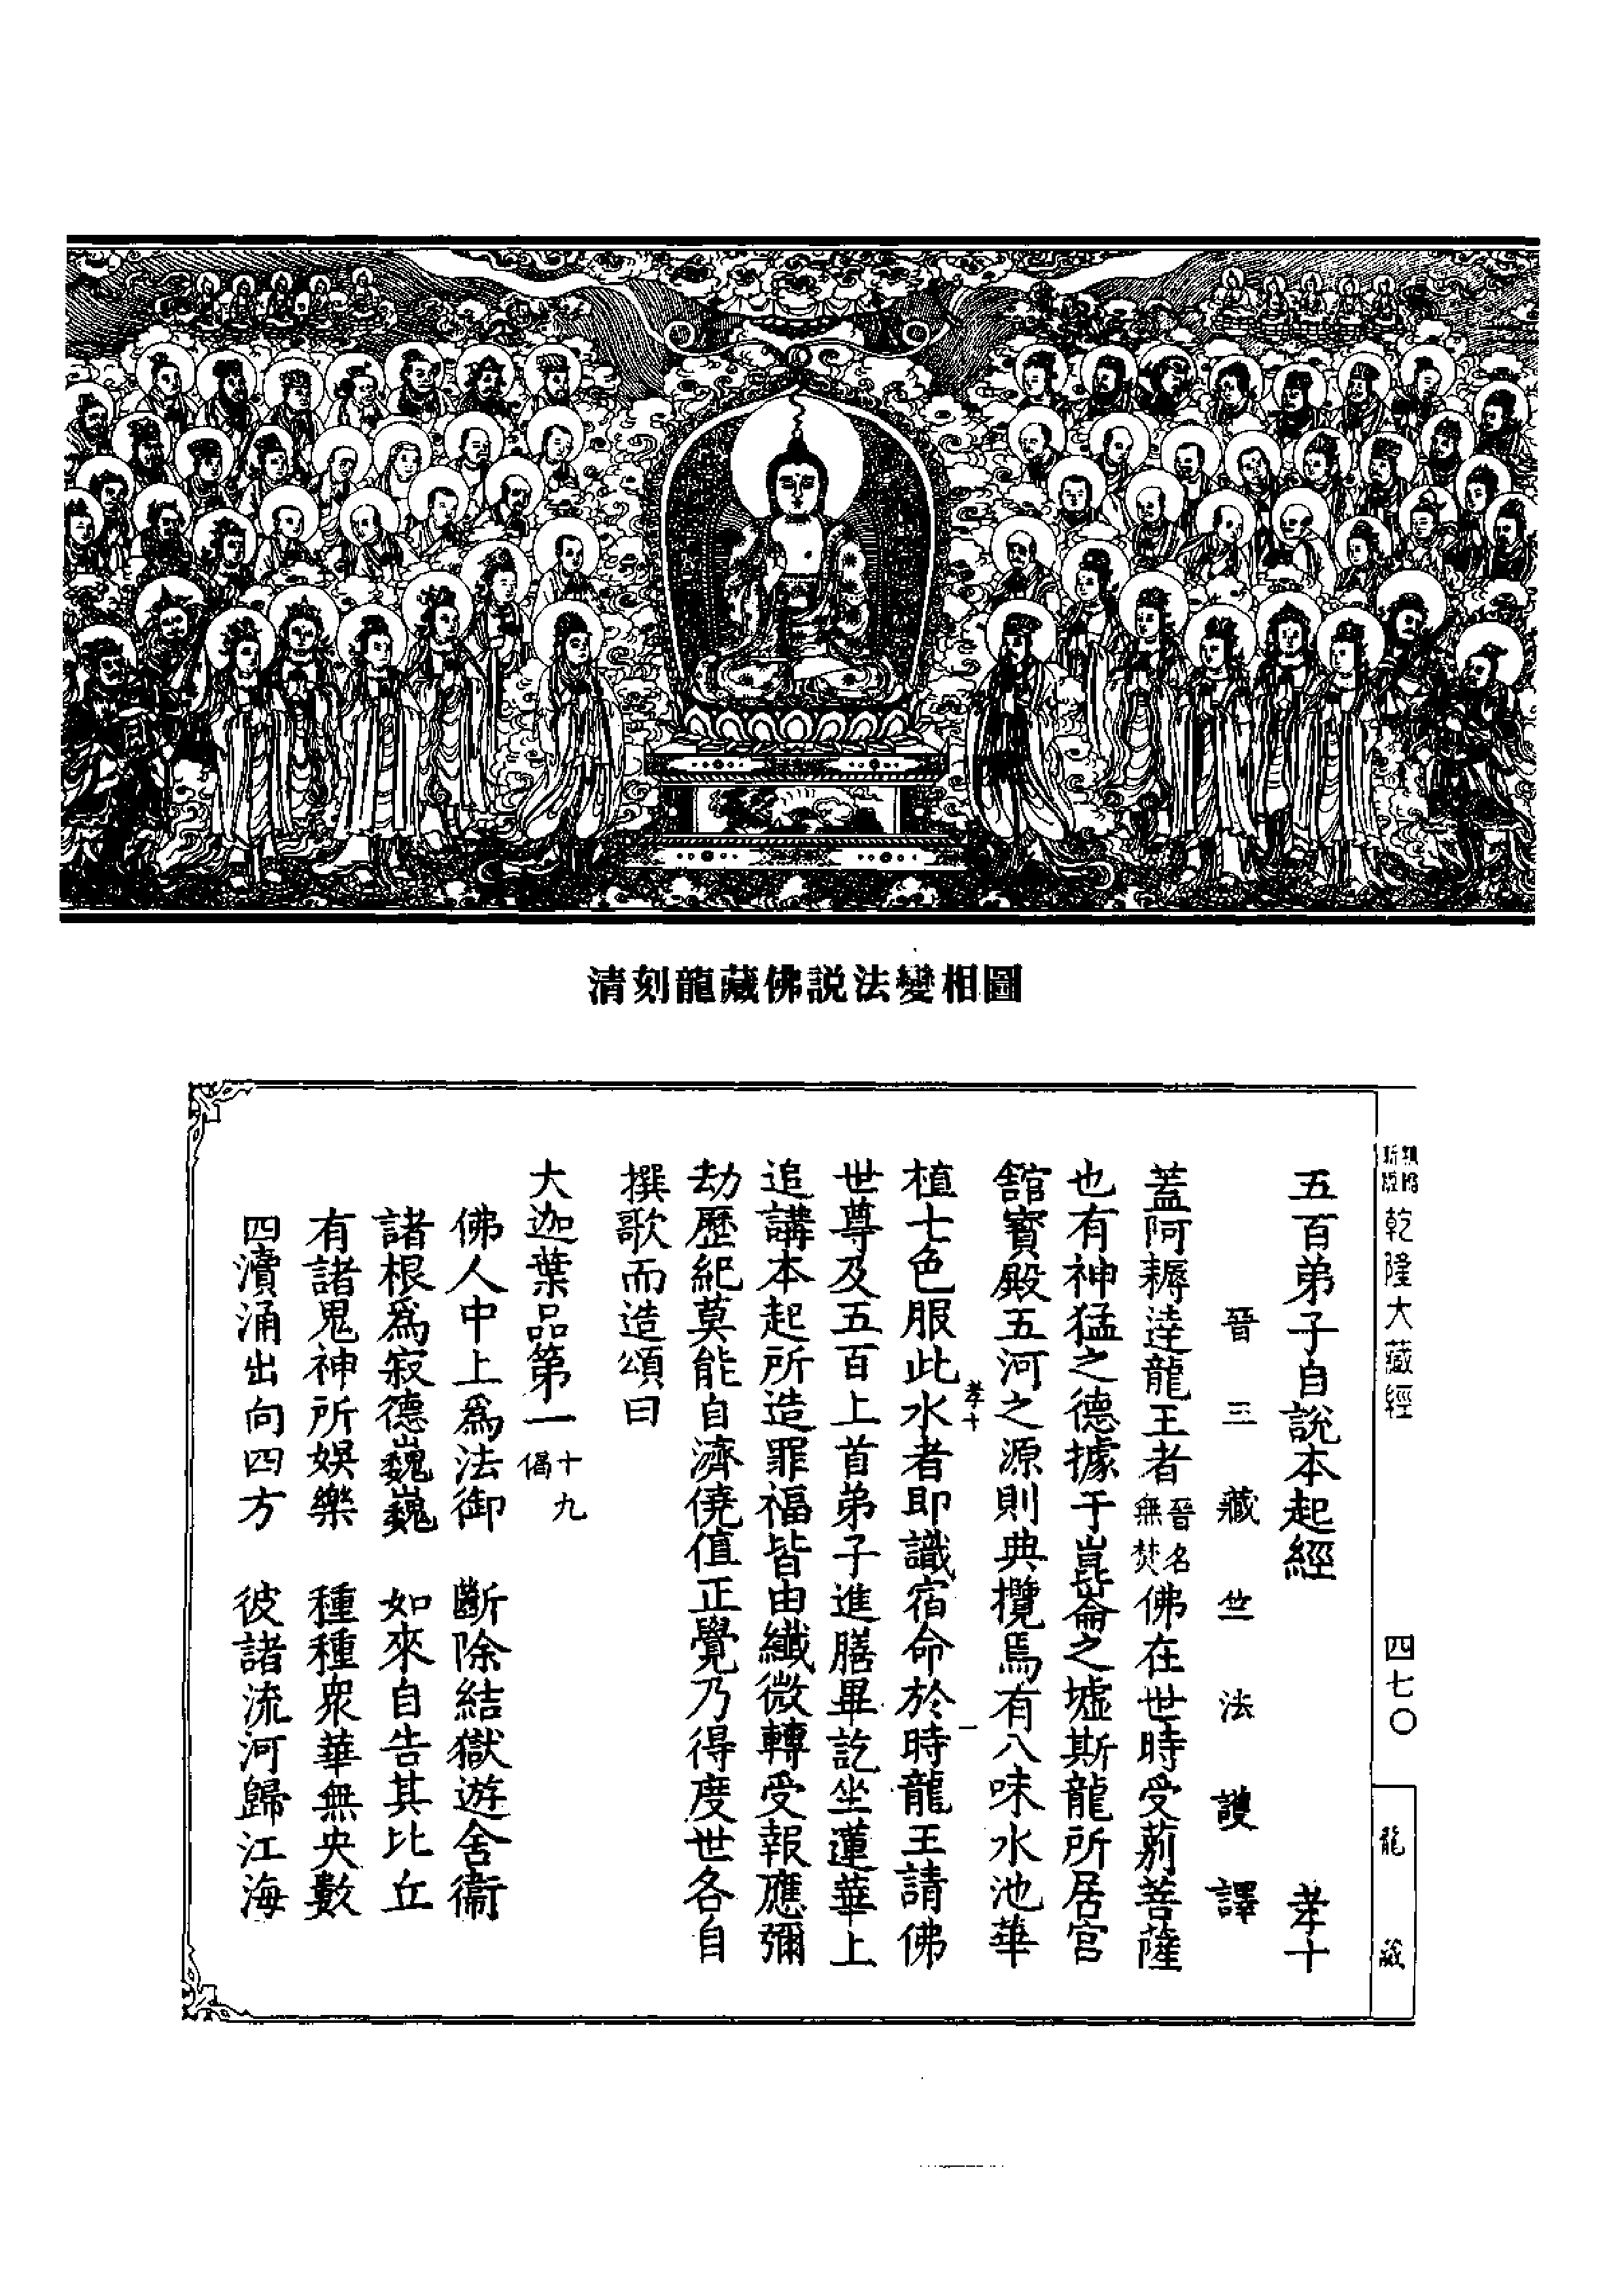 清刻龍藏佛説法變相圖
乾隆大藏經
四七〇
龍藏
五百弟子自說本起經 孝十
晉三藏竺法護譯
蓋阿耨達龍王者晉名無焚佛在世時受莂菩薩
也有神猛之德據于崑崙之墟斯龍所居宮
舘寶殿五河之源則典攬焉有八味水池華
孝十 一
植七色服此水者即識宿命於時龍王請佛
世尊及五百上首弟子進膳畢訖坐蓮華上
追講本起所造罪福皆由纖微轉受報應彌
劫歷紀莫能自濟僥值正覺乃得度世各自
撰歌而造頌曰
大迦葉品第一十九偈
佛人中上爲法御 斷除結獄遊舍衞
諸根爲寂德巍巍 如來自告其比丘
有諸鬼神所娯樂 種種衆華無央數
四瀆涌出向四方 彼諸流河歸江海